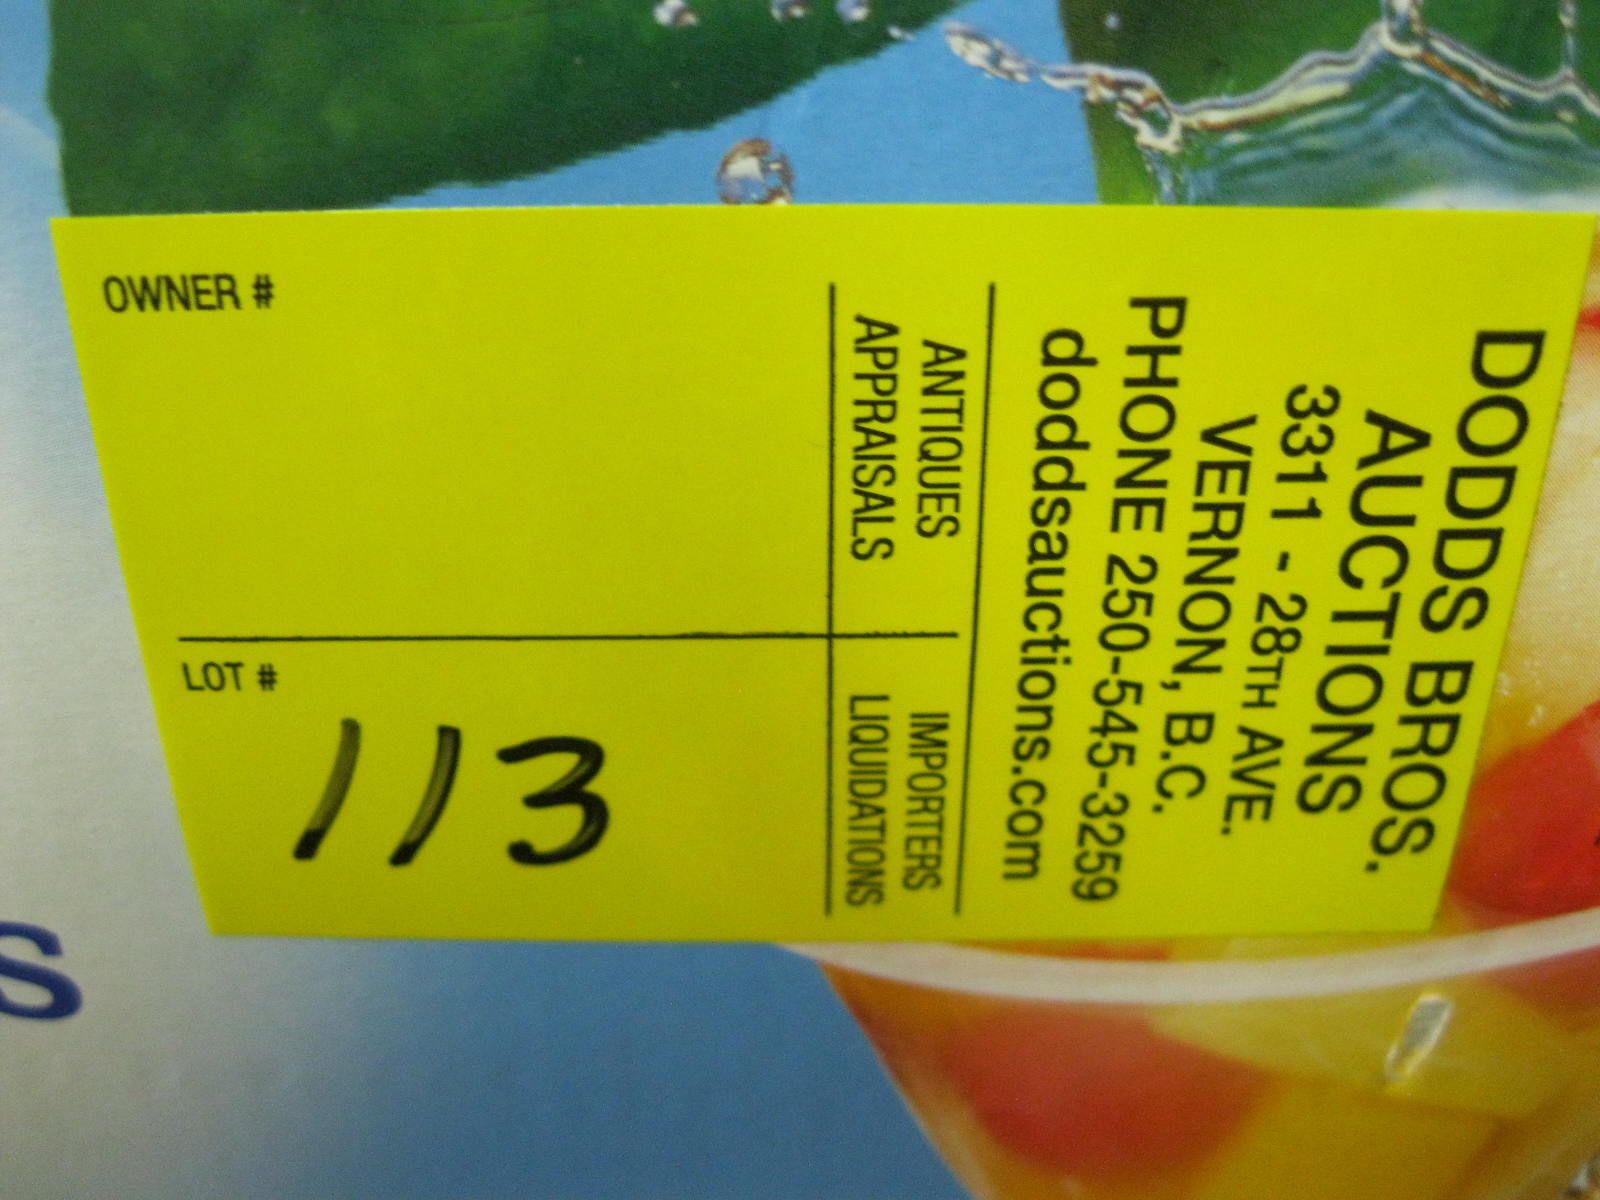 DODDS BROS.
AUCTIONS
3311 - 28TH AVE.
VERNON, B.C.
PHONE 250-545-3259
doddsauctions.com
ANTIQUES IMPORTERS
APPRAISALS LIQUIDATIONS
OWNER #
LOT #
113
s